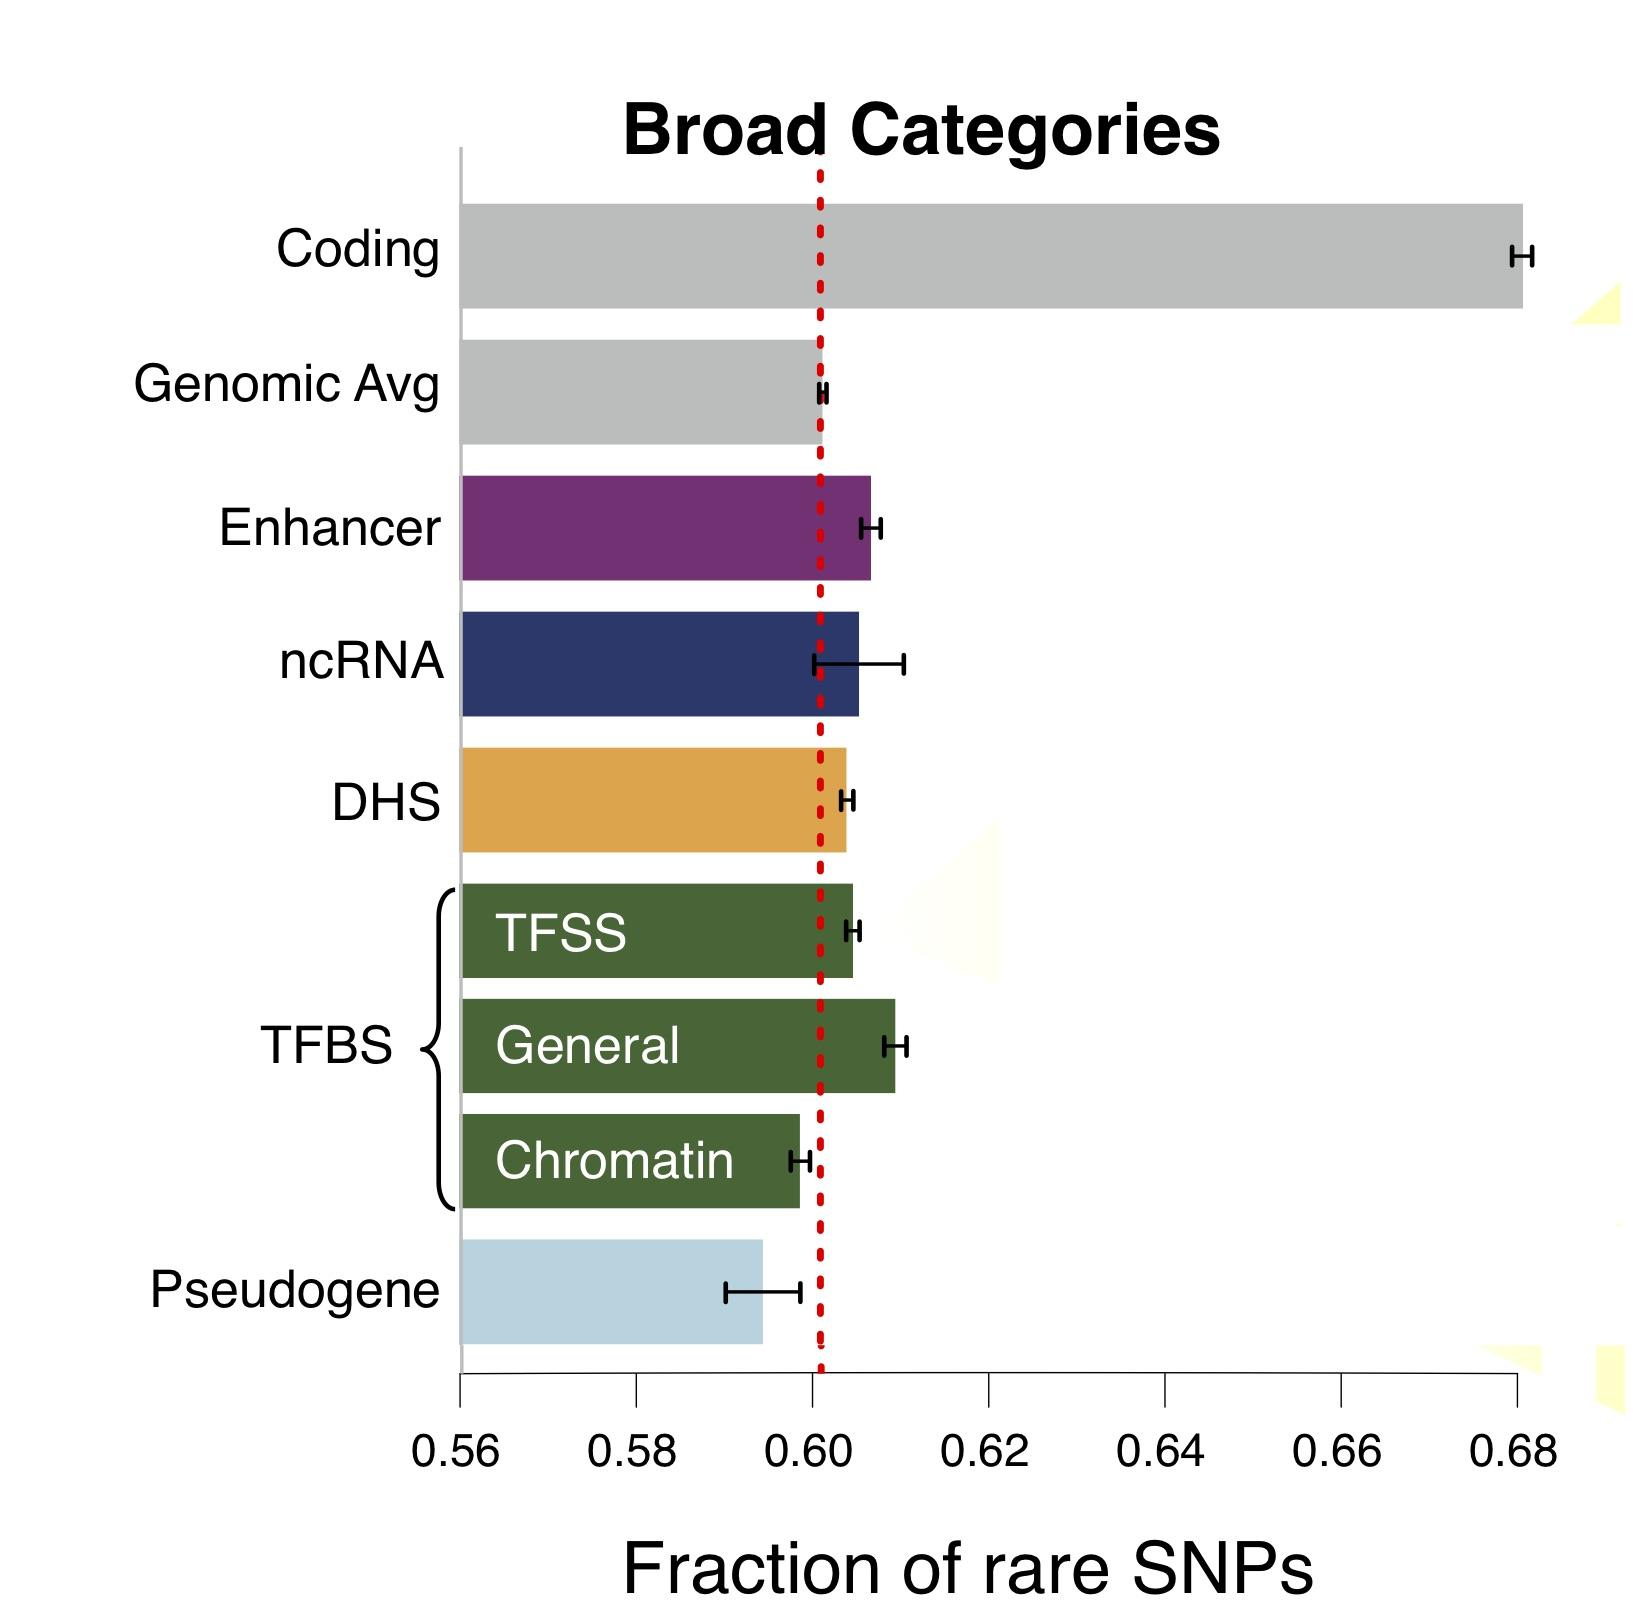 Broad Categories
Coding
Genomic Avg
Enhancer
ncRNA
DHS
TFSS
TFBS
General
Chromatin
Pseudogene
0.56 0.58 0.60 0.62 0.64 0.66 0.68
Fraction of rare SNPs